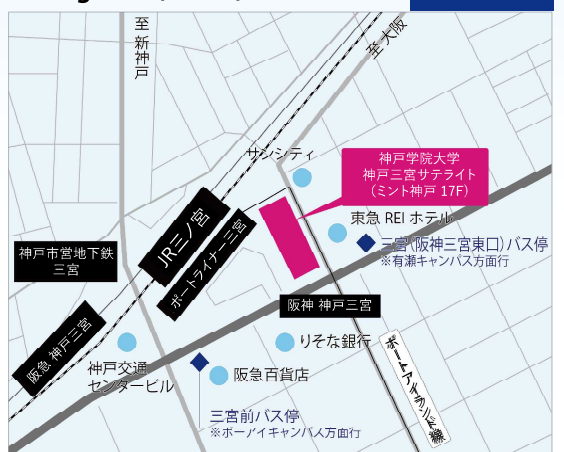 至新神戸
至大阪
サンシティ
神戸学院大学
神戸三宮サテライト
(ミント神戸 17F)
東急 REI ホテル
三宮(阪神三宮東口)バス停
※有瀬キャンパス方面行
JR三ノ宮
ポートライナー三宮
神戸市営地下鉄
三宮
阪神 神戸三宮
阪急 神戸三宮
りそな銀行
神戸交通
センタービル
阪急百貨店
ポートアイランド線
三宮前バス停
※ポーアイキャンパス方面行